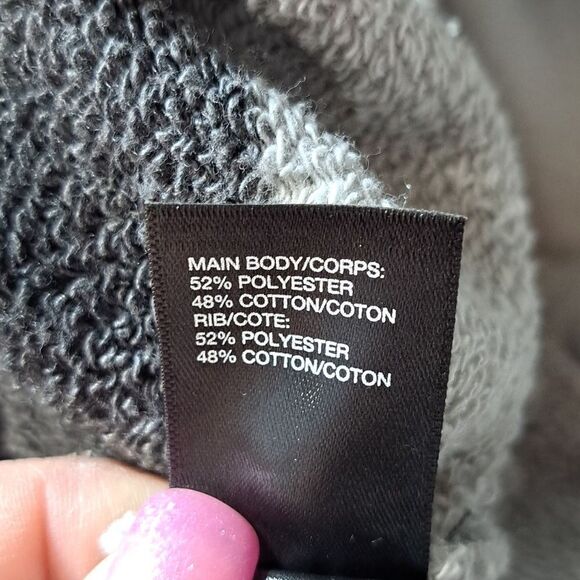 MAIN BODY/CORPS:
52% POLYESTER
48% COTTON/COTON
RIB/COTE:
52% POLYESTER
48% COTTON/COTON